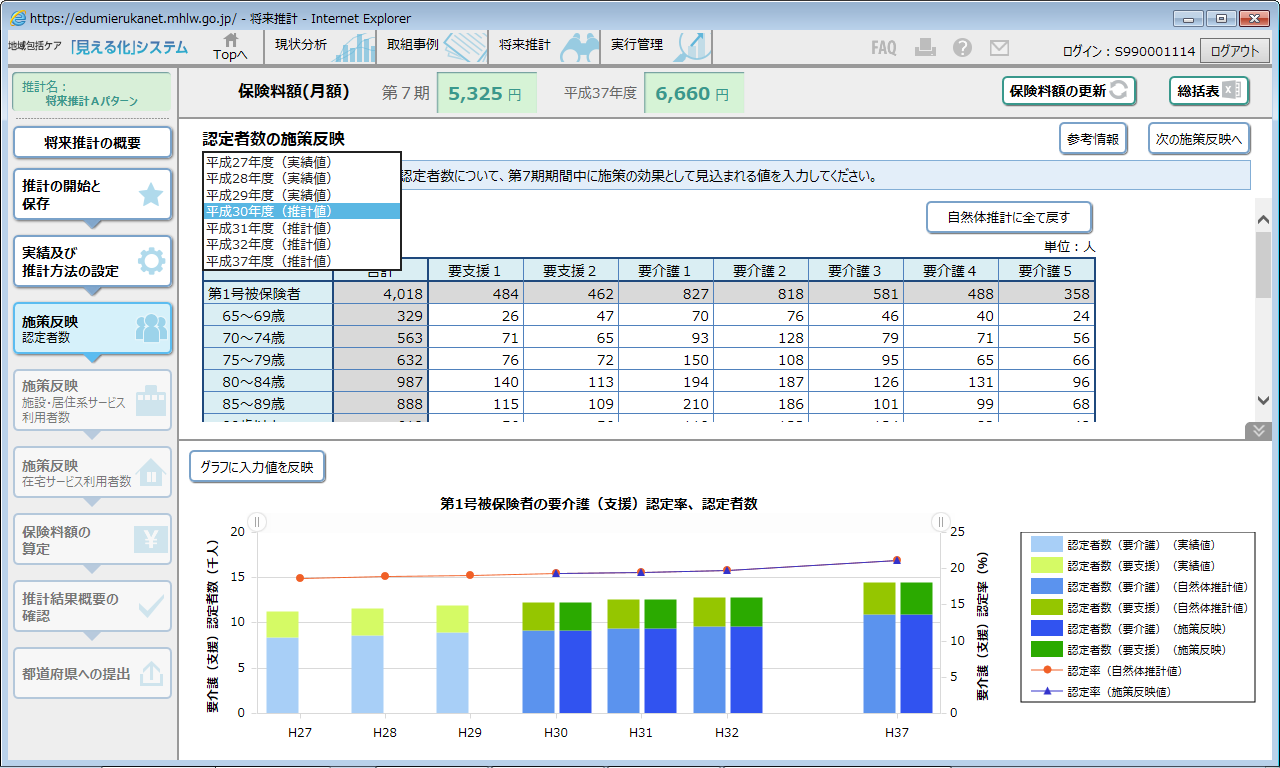 https://edumierukanet.mhlw.go.jp/ - 将来推計 - Internet Explorer
地域包括ケア 「見える化」システム
Topへ
現状分析
取組事例
将来推計
実行管理
FAQ
ログイン：S990001114
ログアウト
推計名：
将来推計Aパターン
保険料額(月額)
第７期
5,325 円
平成37年度
6,660 円
保険料額の更新
総括表
将来推計の概要
推計の開始と
保存
実績及び
推計方法の設定
施策反映
認定者数
施策反映
施設・居住系サービス
利用者数
施策反映
在宅サービス利用者数
保険料額の
算定
推計結果概要の
確認
都道府県への提出
認定者数の施策反映
参考情報
次の施策反映へ
平成27年度（実績値）
平成28年度（実績値）
平成29年度（実績値）
平成30年度（推計値）
平成31年度（推計値）
平成32年度（推計値）
平成37年度（推計値）
認定者数について、第7期期間中に施策の効果として見込まれる値を入力してください。
自然体推計に全て戻す
単位：人
合計 要支援１ 要支援２ 要介護１ 要介護２ 要介護３ 要介護４ 要介護５
第1号被保険者 4,018 484 462 827 818 581 488 358
65～69歳 329 26 47 70 76 46 40 24
70～74歳 563 71 65 93 128 79 71 56
75～79歳 632 76 72 150 108 95 65 66
80～84歳 987 140 113 194 187 126 131 96
85～89歳 888 115 109 210 186 101 99 68
グラフに入力値を反映
第1号被保険者の要介護（支援）認定率、認定者数
要介護（支援）認定者数（千人）
20
15
10
5
0
H27 H28 H29 H30 H31 H32 H37
25
20
15
10
5
0
要介護（支援）認定率（%）
認定者数（要介護）（実績値）
認定者数（要支援）（実績値）
認定者数（要介護）（自然体推計値）
認定者数（要支援）（自然体推計値）
認定者数（要介護）（施策反映）
認定者数（要支援）（施策反映）
認定率（自然体推計値）
認定率（施策反映値）